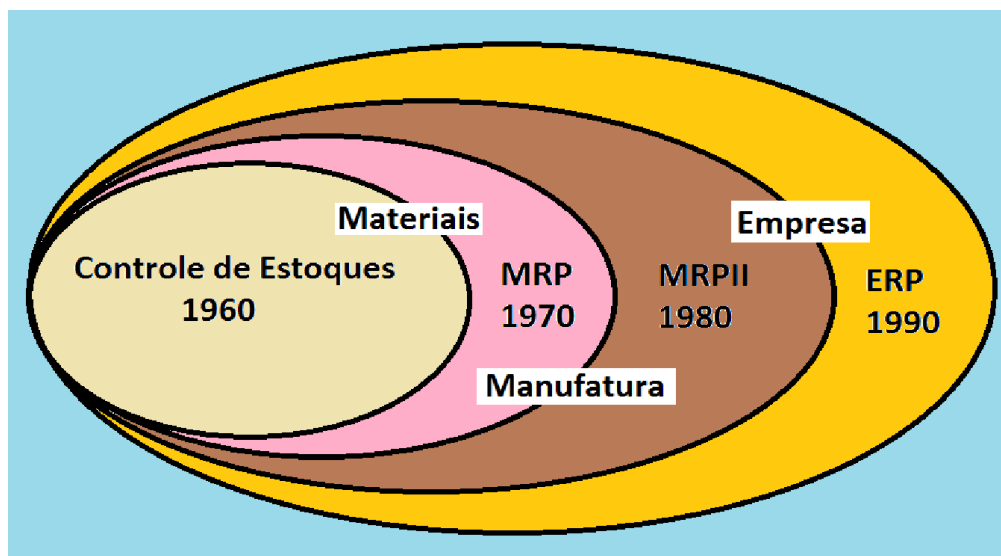 Controle de Estoques
1960
Materiais
MRP
1970
Manufatura
MRPII
1980
Empresa
ERP
1990